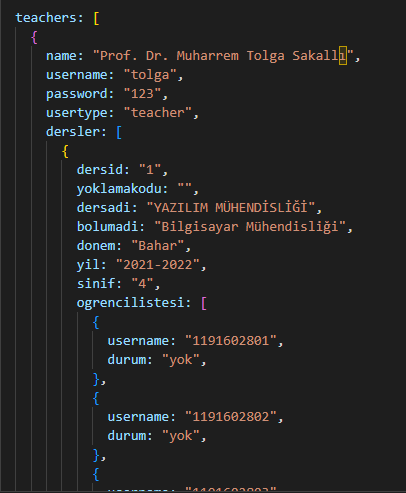 teachers: [
{
name: "Prof. Dr. Muharrem Tolga Sakallı",
username: "tolga",
password: "123",
usertype: "teacher",
dersler: [
{
dersid: "1",
yoklamakodu: "",
dersadi: "YAZILIM MÜHENDİSLİĞİ",
bolumadi: "Bilgisayar Mühendisliği",
donem: "Bahar",
yil: "2021-2022",
sinif: "4",
ogrencilistesi: [
{
username: "1191602801",
durum: "yok",
},
{
username: "1191602802",
durum: "yok",
},
{
username: "1191602803",